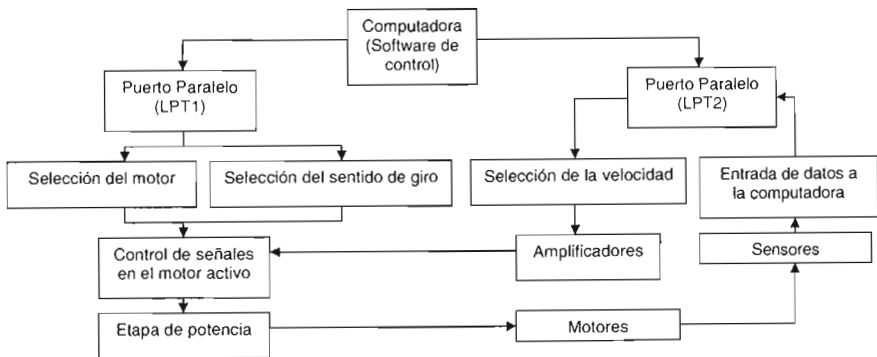 Computadora
(Software de
control)
Puerto Paralelo
(LPT1)
Puerto Paralelo
(LPT2)
Selección del motor
Selección del sentido de giro
Selección de la velocidad
Entrada de datos a
la computadora
Control de señales
en el motor activo
Amplificadores
Sensores
Etapa de potencia
Motores